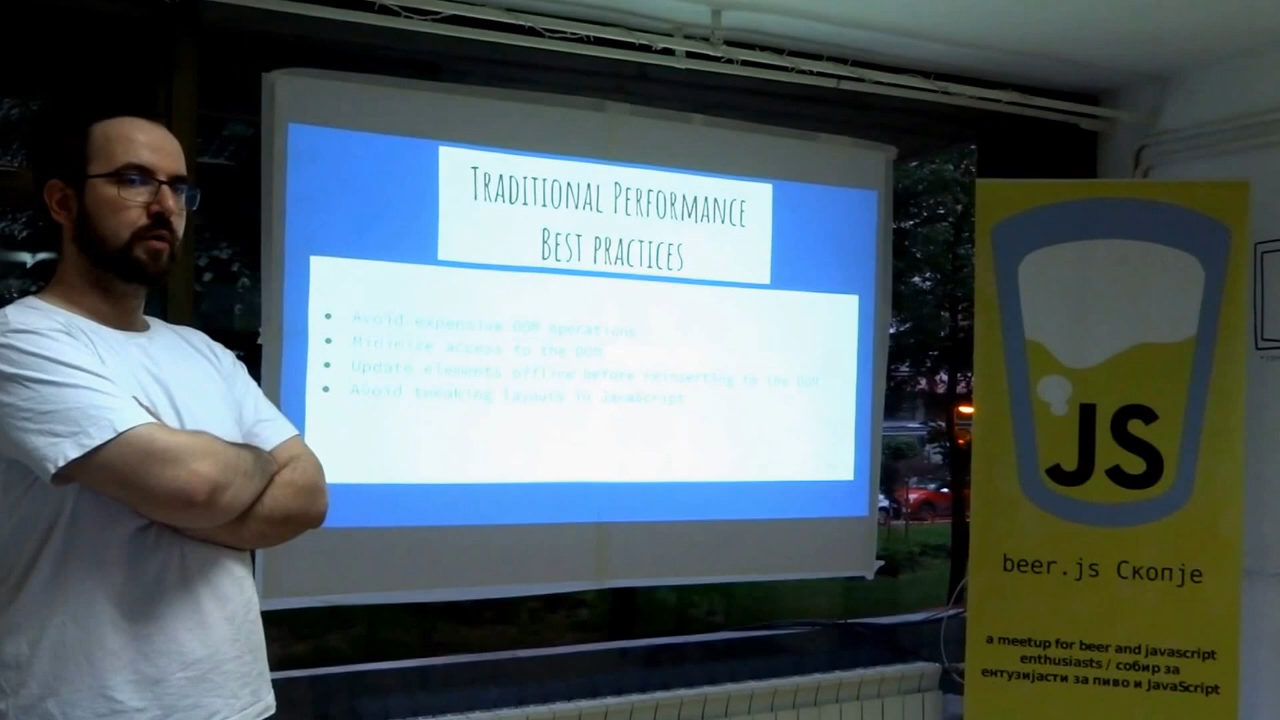 TRADITIONAL PERFORMANCE
BEST PRACTICES
Avoid expensive DOM operations
Minimize access to the DOM
Update elements offline before reinserting to the DOM
Avoid tweaking layouts in JavaScript
JS
beer.js Скопје
a meetup for beer and javascript
enthusiasts / собир за
ентузијасти за пиво и JavaScript